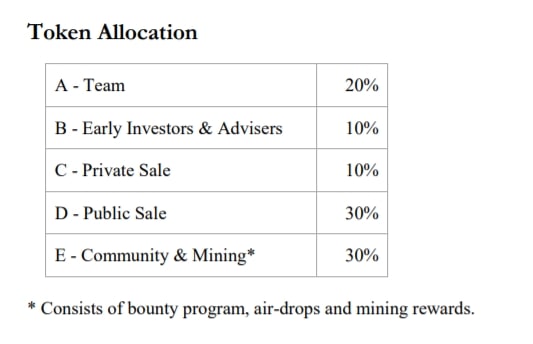 Token Allocation
A - Team 20%
B - Early Investors & Advisers 10%
C - Private Sale 10%
D - Public Sale 30%
E - Community & Mining* 30%
* Consists of bounty program, air-drops and mining rewards.